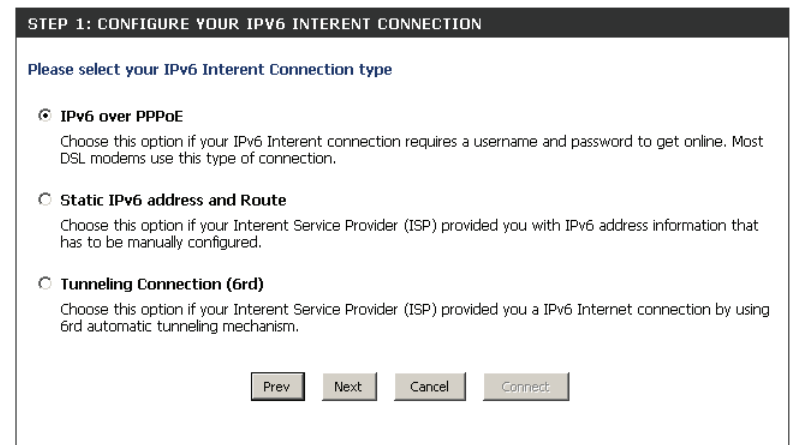 STEP 1: CONFIGURE YOUR IPV6 INTERENT CONNECTION
Please select your IPv6 Interent Connection type
IPv6 over PPPoE
Choose this option if your IPv6 Interent connection requires a username and password to get online. Most
DSL modems use this type of connection.
Static IPv6 address and Route
Choose this option if your Interent Service Provider (ISP) provided you with IPv6 address information that
has to be manually configured.
Tunneling Connection (6rd)
Choose this option if your Interent Service Provider (ISP) provided you a IPv6 Internet connection by using
6rd automatic tunneling mechanism.
Prev Next Cancel Connect